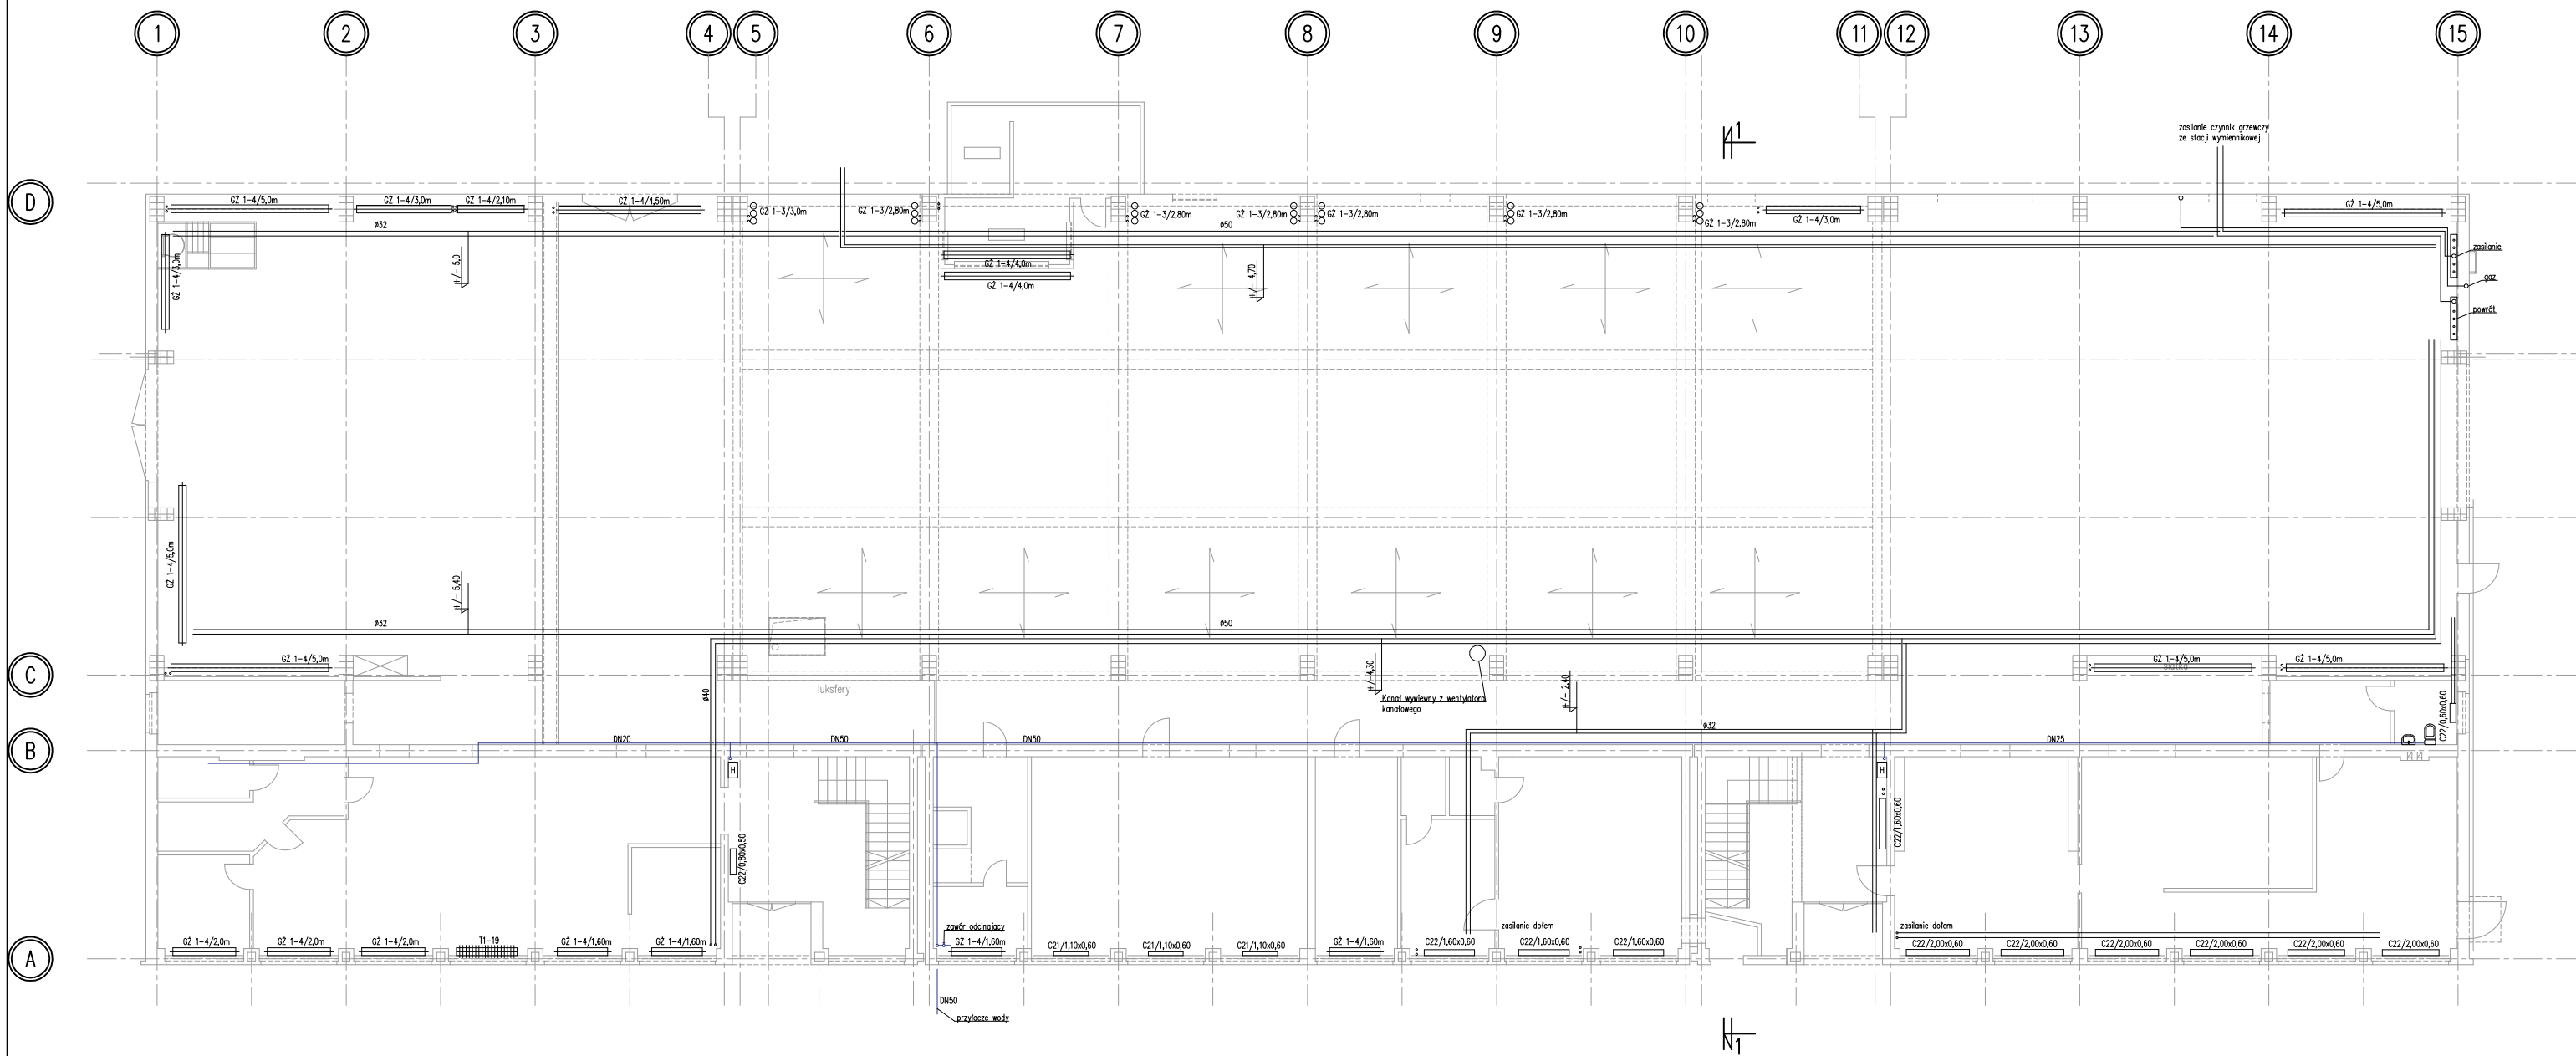 1 2 3 4 5 6 7 8 9 10 11 12 13 14 15
1
zasilanie czynnik grzewczy
ze stacji wymiennikowej
D
GŻ 1-4/5,0m
GŻ 1-4/3,0m
GŻ 1-4/2,10m
GŻ 1-4/4,50m
GŻ 1-3/3,0m
GŻ 1-3/2,80m
GŻ 1-3/2,80m
GŻ 1-3/2,80m
GŻ 1-3/2,80m
GŻ 1-3/2,80m
GŻ 1-3/2,80m
GŻ 1-4/3,0m
GŻ 1-4/5,0m
ø32
ø50
GŻ 1-4/3,0m
+/- 5,0
GŻ 1-4/4,0m
GŻ 1-4/4,0m
+/- 4,70
zasilanie
gaz
powrót
GŻ 1-4/5,0m
+/- 5,40
ø32
ø50
C
GŻ 1-4/5,0m
GŻ 1-4/5,0m
GŻ 1-4/5,0m
luksfery
ø40
+/- 4,30
Kanał wywiewny z wentylatora
kanałowego
+/- 2,40
C22/0,60x0,60
ø32
B
DN20
DN50
DN50
DN25
H
H
C22/0,80x0,50
C22/1,60x0,60
zawór odcinający
zasilanie dołem
zasilanie dołem
A
GŻ 1-4/2,0m
GŻ 1-4/2,0m
GŻ 1-4/2,0m
T1-19
GŻ 1-4/1,60m
GŻ 1-4/1,60m
GŻ 1-4/1,60m
C21/1,10x0,60
C21/1,10x0,60
C21/1,10x0,60
GŻ 1-4/1,60m
C22/1,60x0,60
C22/1,60x0,60
C22/1,60x0,60
C22/2,00x0,60
C22/2,00x0,60
C22/2,00x0,60
C22/2,00x0,60
C22/2,00x0,60
C22/2,00x0,60
DN50
przyłacze wody
1